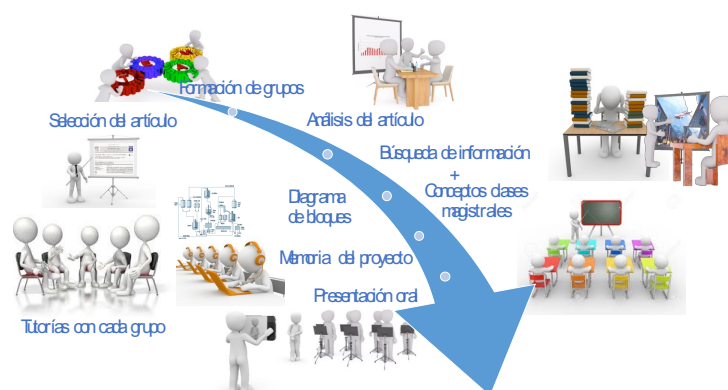 Formación de grupos
Selección del artículo
Análisis del artículo
Búsqueda de información
+
Conceptos clases
magistrales
Diagrama
de bloques
Memoria del proyecto
Presentación oral
Tutorías con cada grupo